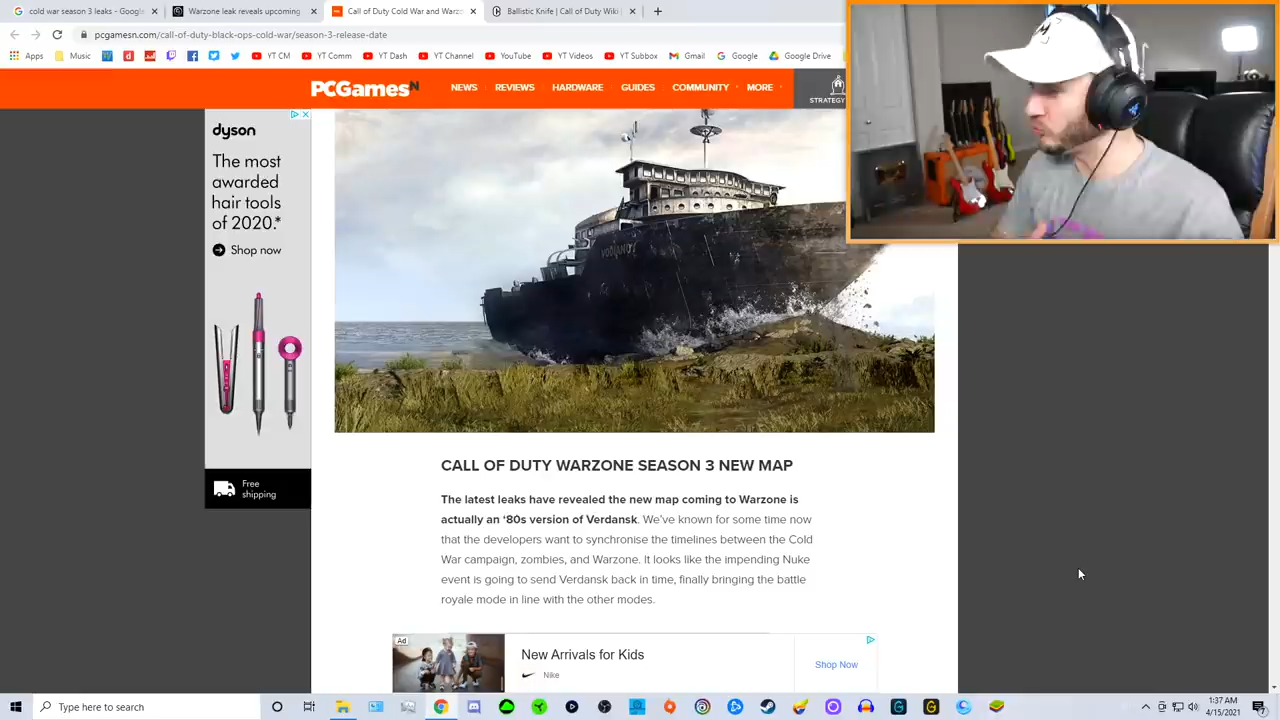 cold war season 3 leaks - Googl
Warzone leak reveals upcoming
Call of Duty Cold War and Warz
Ballistic Knife | Call of Duty Wiki
pcgamesn.com/call-of-duty-black-ops-cold-war/season-3-release-date
Apps Music YT CM YT Comm YT Dash YT Channel YouTube YT Videos YT Subbox Gmail Google Google Drive
PCGamesN
NEWS REVIEWS HARDWARE GUIDES COMMUNITY MORE
STRATEGY
dyson
The most
awarded
hair tools
of 2020.*
Shop now
Free
shipping
CALL OF DUTY WARZONE SEASON 3 NEW MAP
The latest leaks have revealed the new map coming to Warzone is
actually an ‘80s version of Verdansk. We’ve known for some time now
that the developers want to synchronise the timelines between the Cold
War campaign, zombies, and Warzone. It looks like the impending Nuke
event is going to send Verdansk back in time, finally bringing the battle
royale mode in line with the other modes.
Ad
New Arrivals for Kids
Nike
Shop Now
Type here to search
1:37 AM
4/15/2021